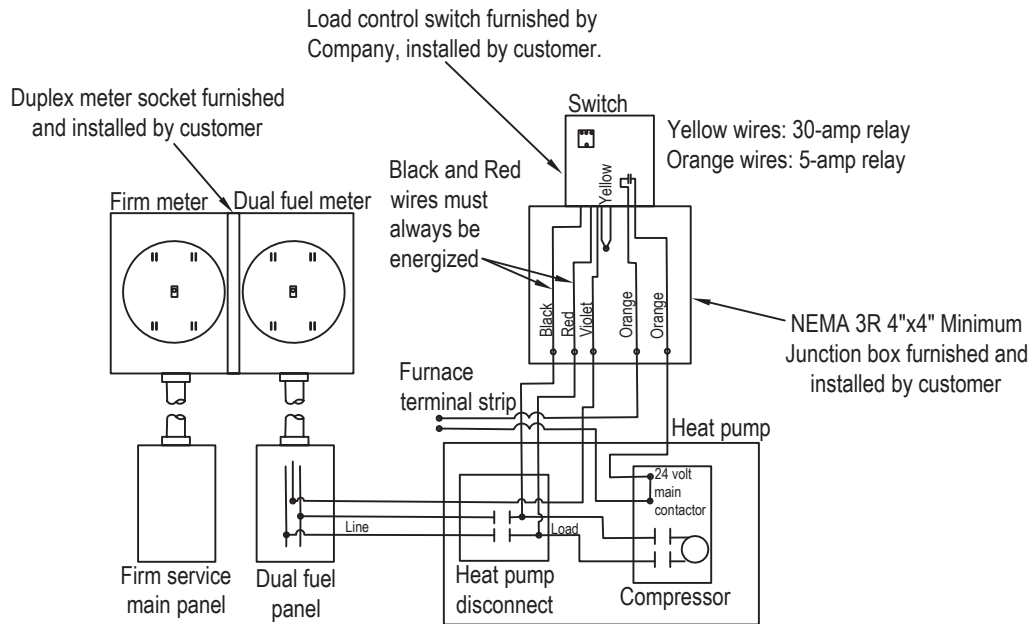 Load control switch furnished by
Company, installed by customer.
Duplex meter socket furnished
and installed by customer
Switch
Yellow wires: 30-amp relay
Orange wires: 5-amp relay
Black and Red
wires must
always be
energized
Yellow
Firm meter
Dual fuel meter
Black
Red
Violet
Orange
Orange
NEMA 3R 4"x4" Minimum
Junction box furnished and
installed by customer
Furnace
terminal strip
Heat pump
24 volt
main
contactor
Line
Load
Firm service
main panel
Dual fuel
panel
Heat pump
disconnect
Compressor